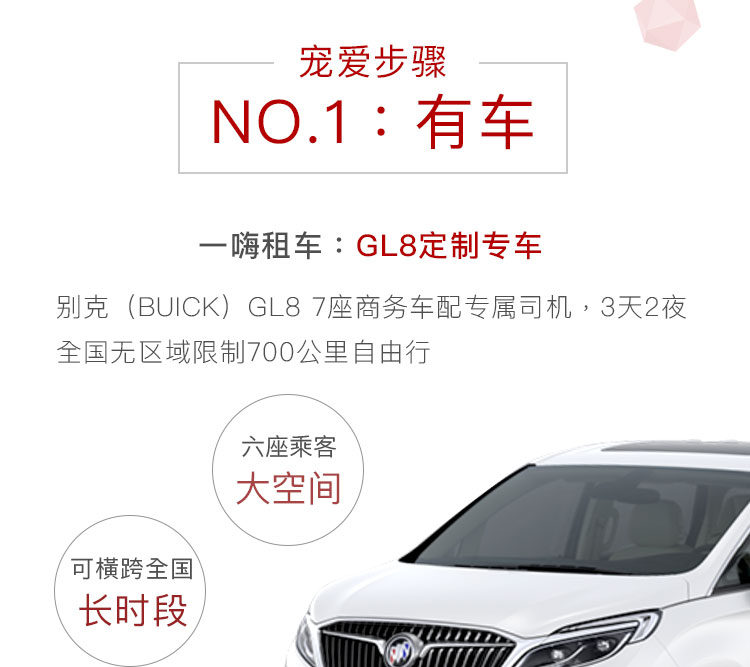 宠爱步骤
NO.1：有车
一嗨租车：GL8定制专车
别克（BUICK）GL8 7座商务车配专属司机，3天2夜
全国无区域限制700公里自由行
六座乘客
大空间
可横跨全国
长时段